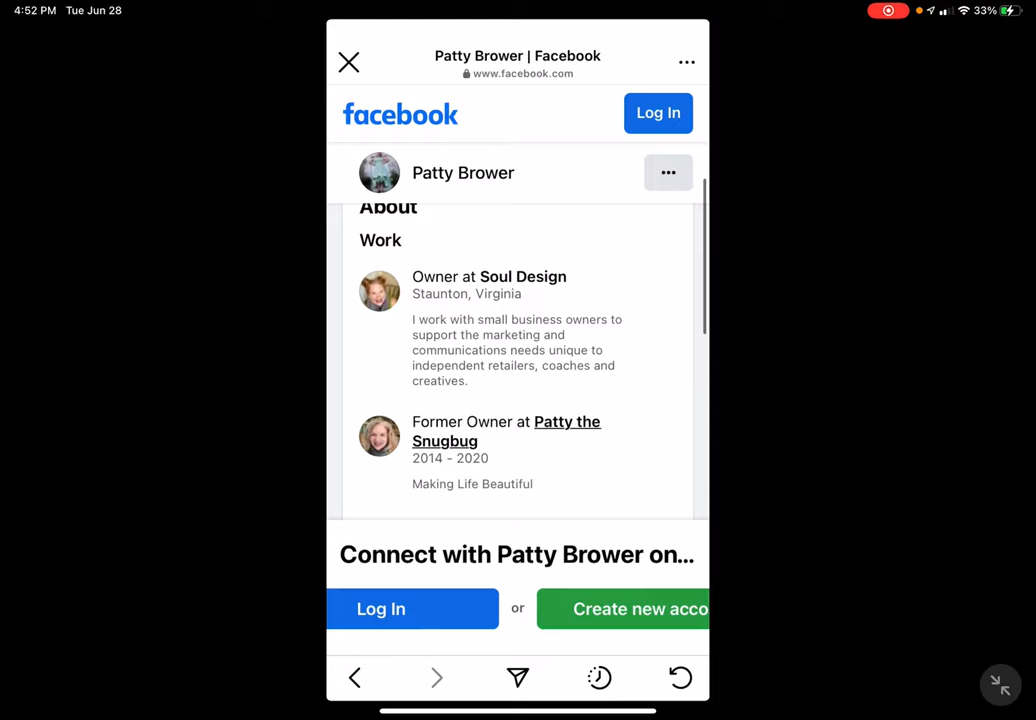 4:52 PM Tue Jun 28
33%
Patty Brower | Facebook
www.facebook.com
facebook
Log In
Patty Brower
About
Work
Owner at Soul Design
Staunton, Virginia
I work with small business owners to
support the marketing and
communications needs unique to
independent retailers, coaches and
creatives.
Former Owner at Patty the
Snugbug
2014 - 2020
Making Life Beautiful
Connect with Patty Brower on...
Log In or Create new acco